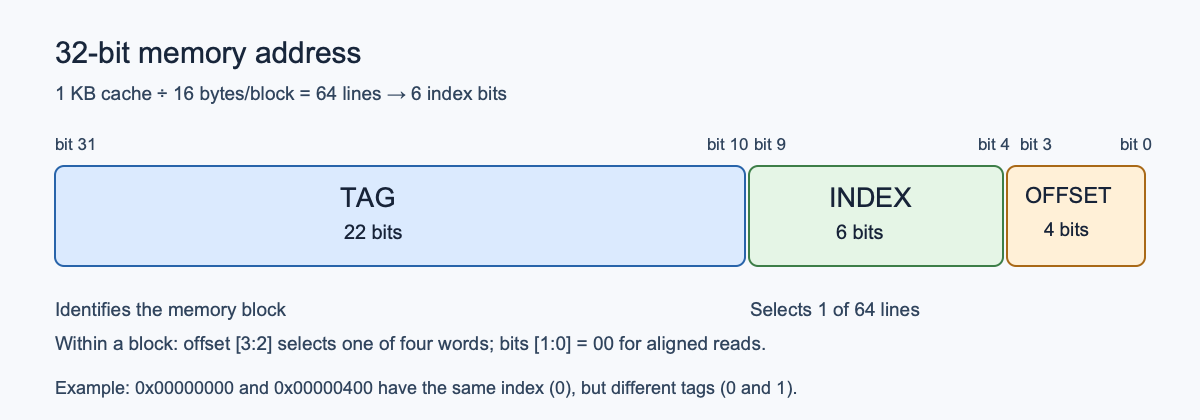 32-bit memory address
1 KB cache ÷ 16 bytes/block = 64 lines → 6 index bits
bit 31 bit 10 bit 9 bit 4 bit 3 bit 0
TAG INDEX OFFSET
22 bits 6 bits 4 bits
Identifies the memory block Selects 1 of 64 lines
Within a block: offset [3:2] selects one of four words; bits [1:0] = 00 for aligned reads.
Example: 0x00000000 and 0x00000400 have the same index (0), but different tags (0 and 1).